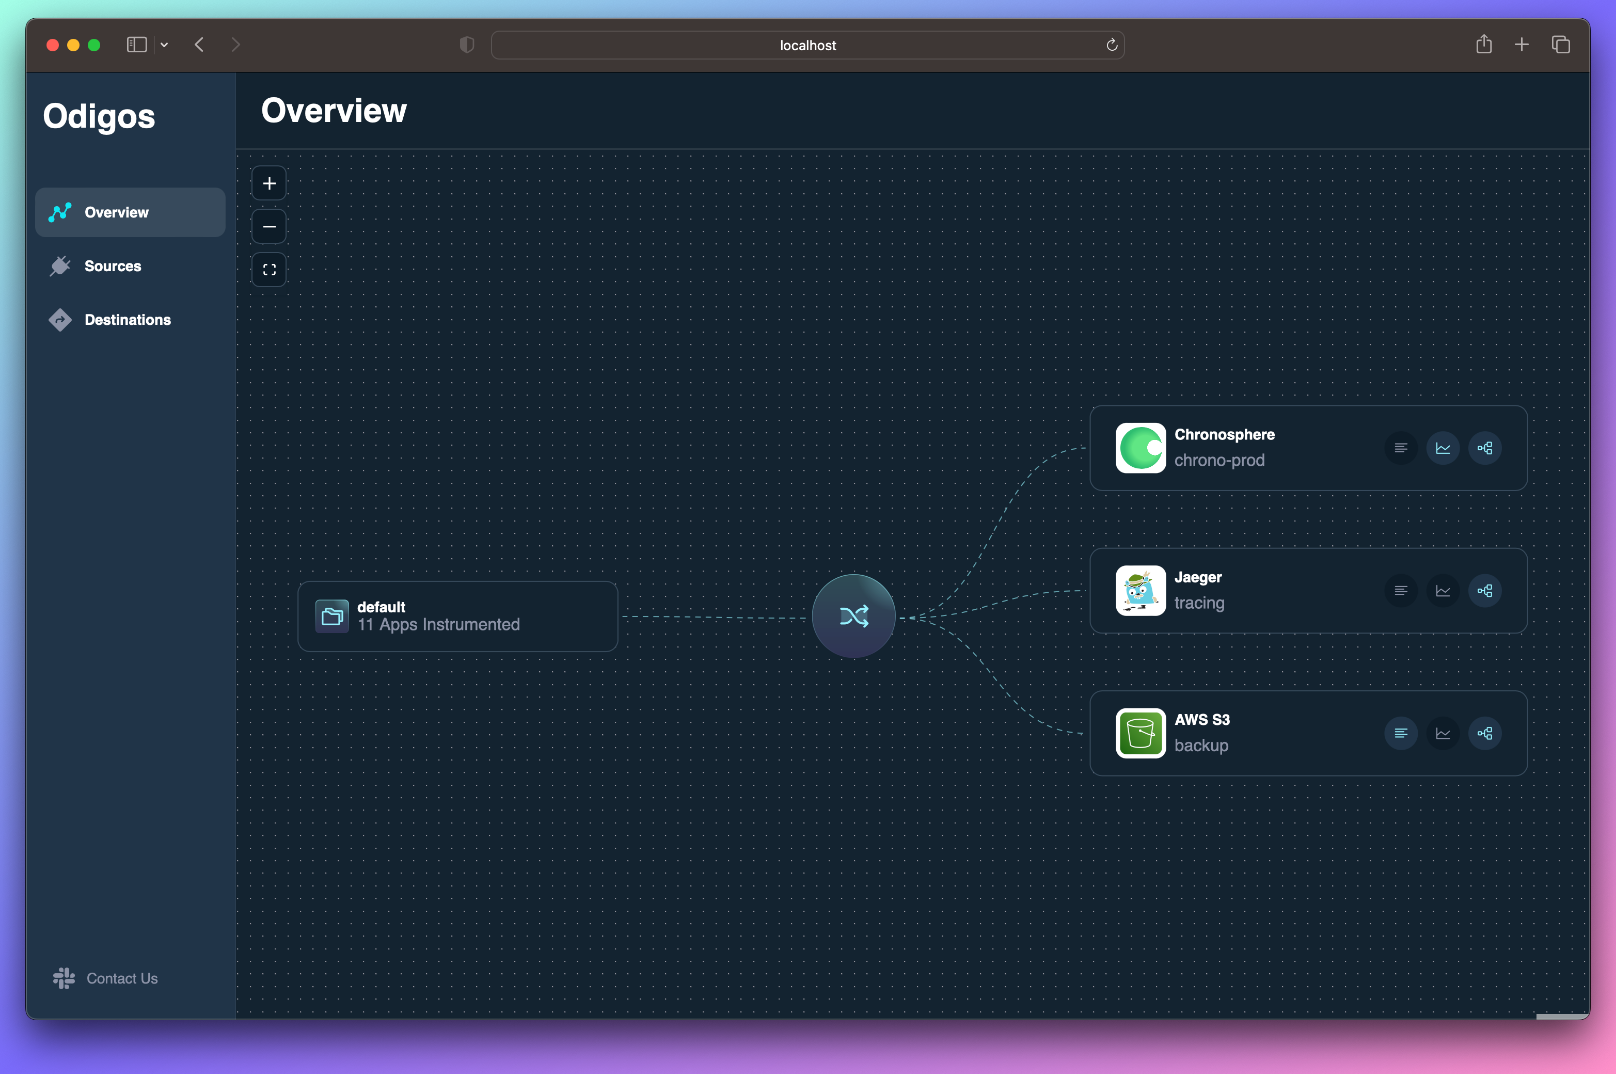 localhost
Odigos
Overview
Overview
Sources
Destinations
Contact Us
default
11 Apps Instrumented
Chronosphere
chrono-prod
Jaeger
tracing
AWS S3
backup